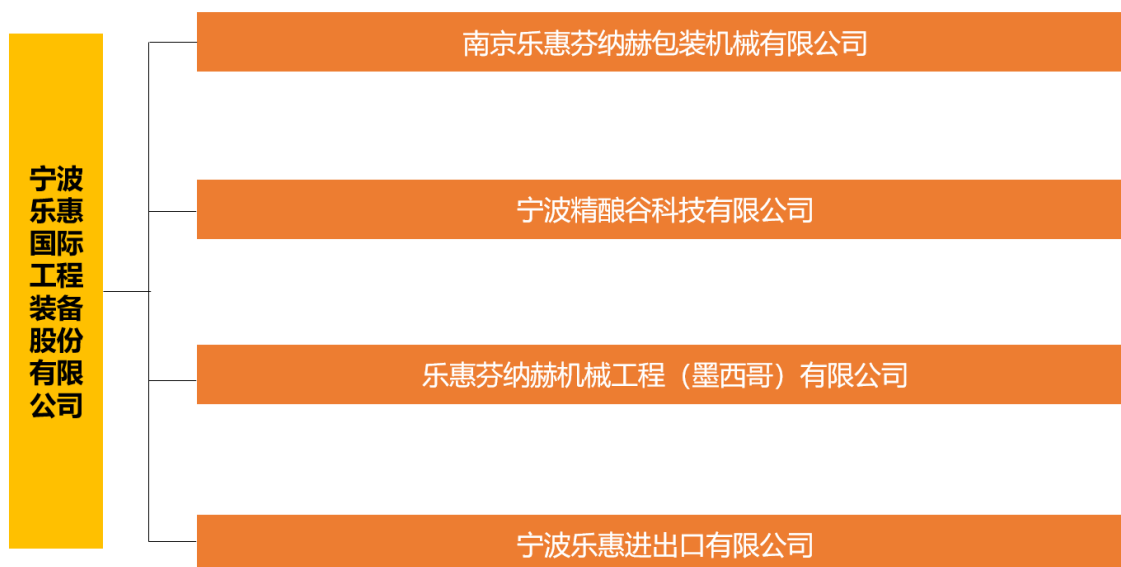 宁波
乐惠
国际
工程
装备
股份
有限
公司
南京乐惠芬纳赫包装机械有限公司
宁波精酿谷科技有限公司
乐惠芬纳赫机械工程（墨西哥）有限公司
宁波乐惠进出口有限公司